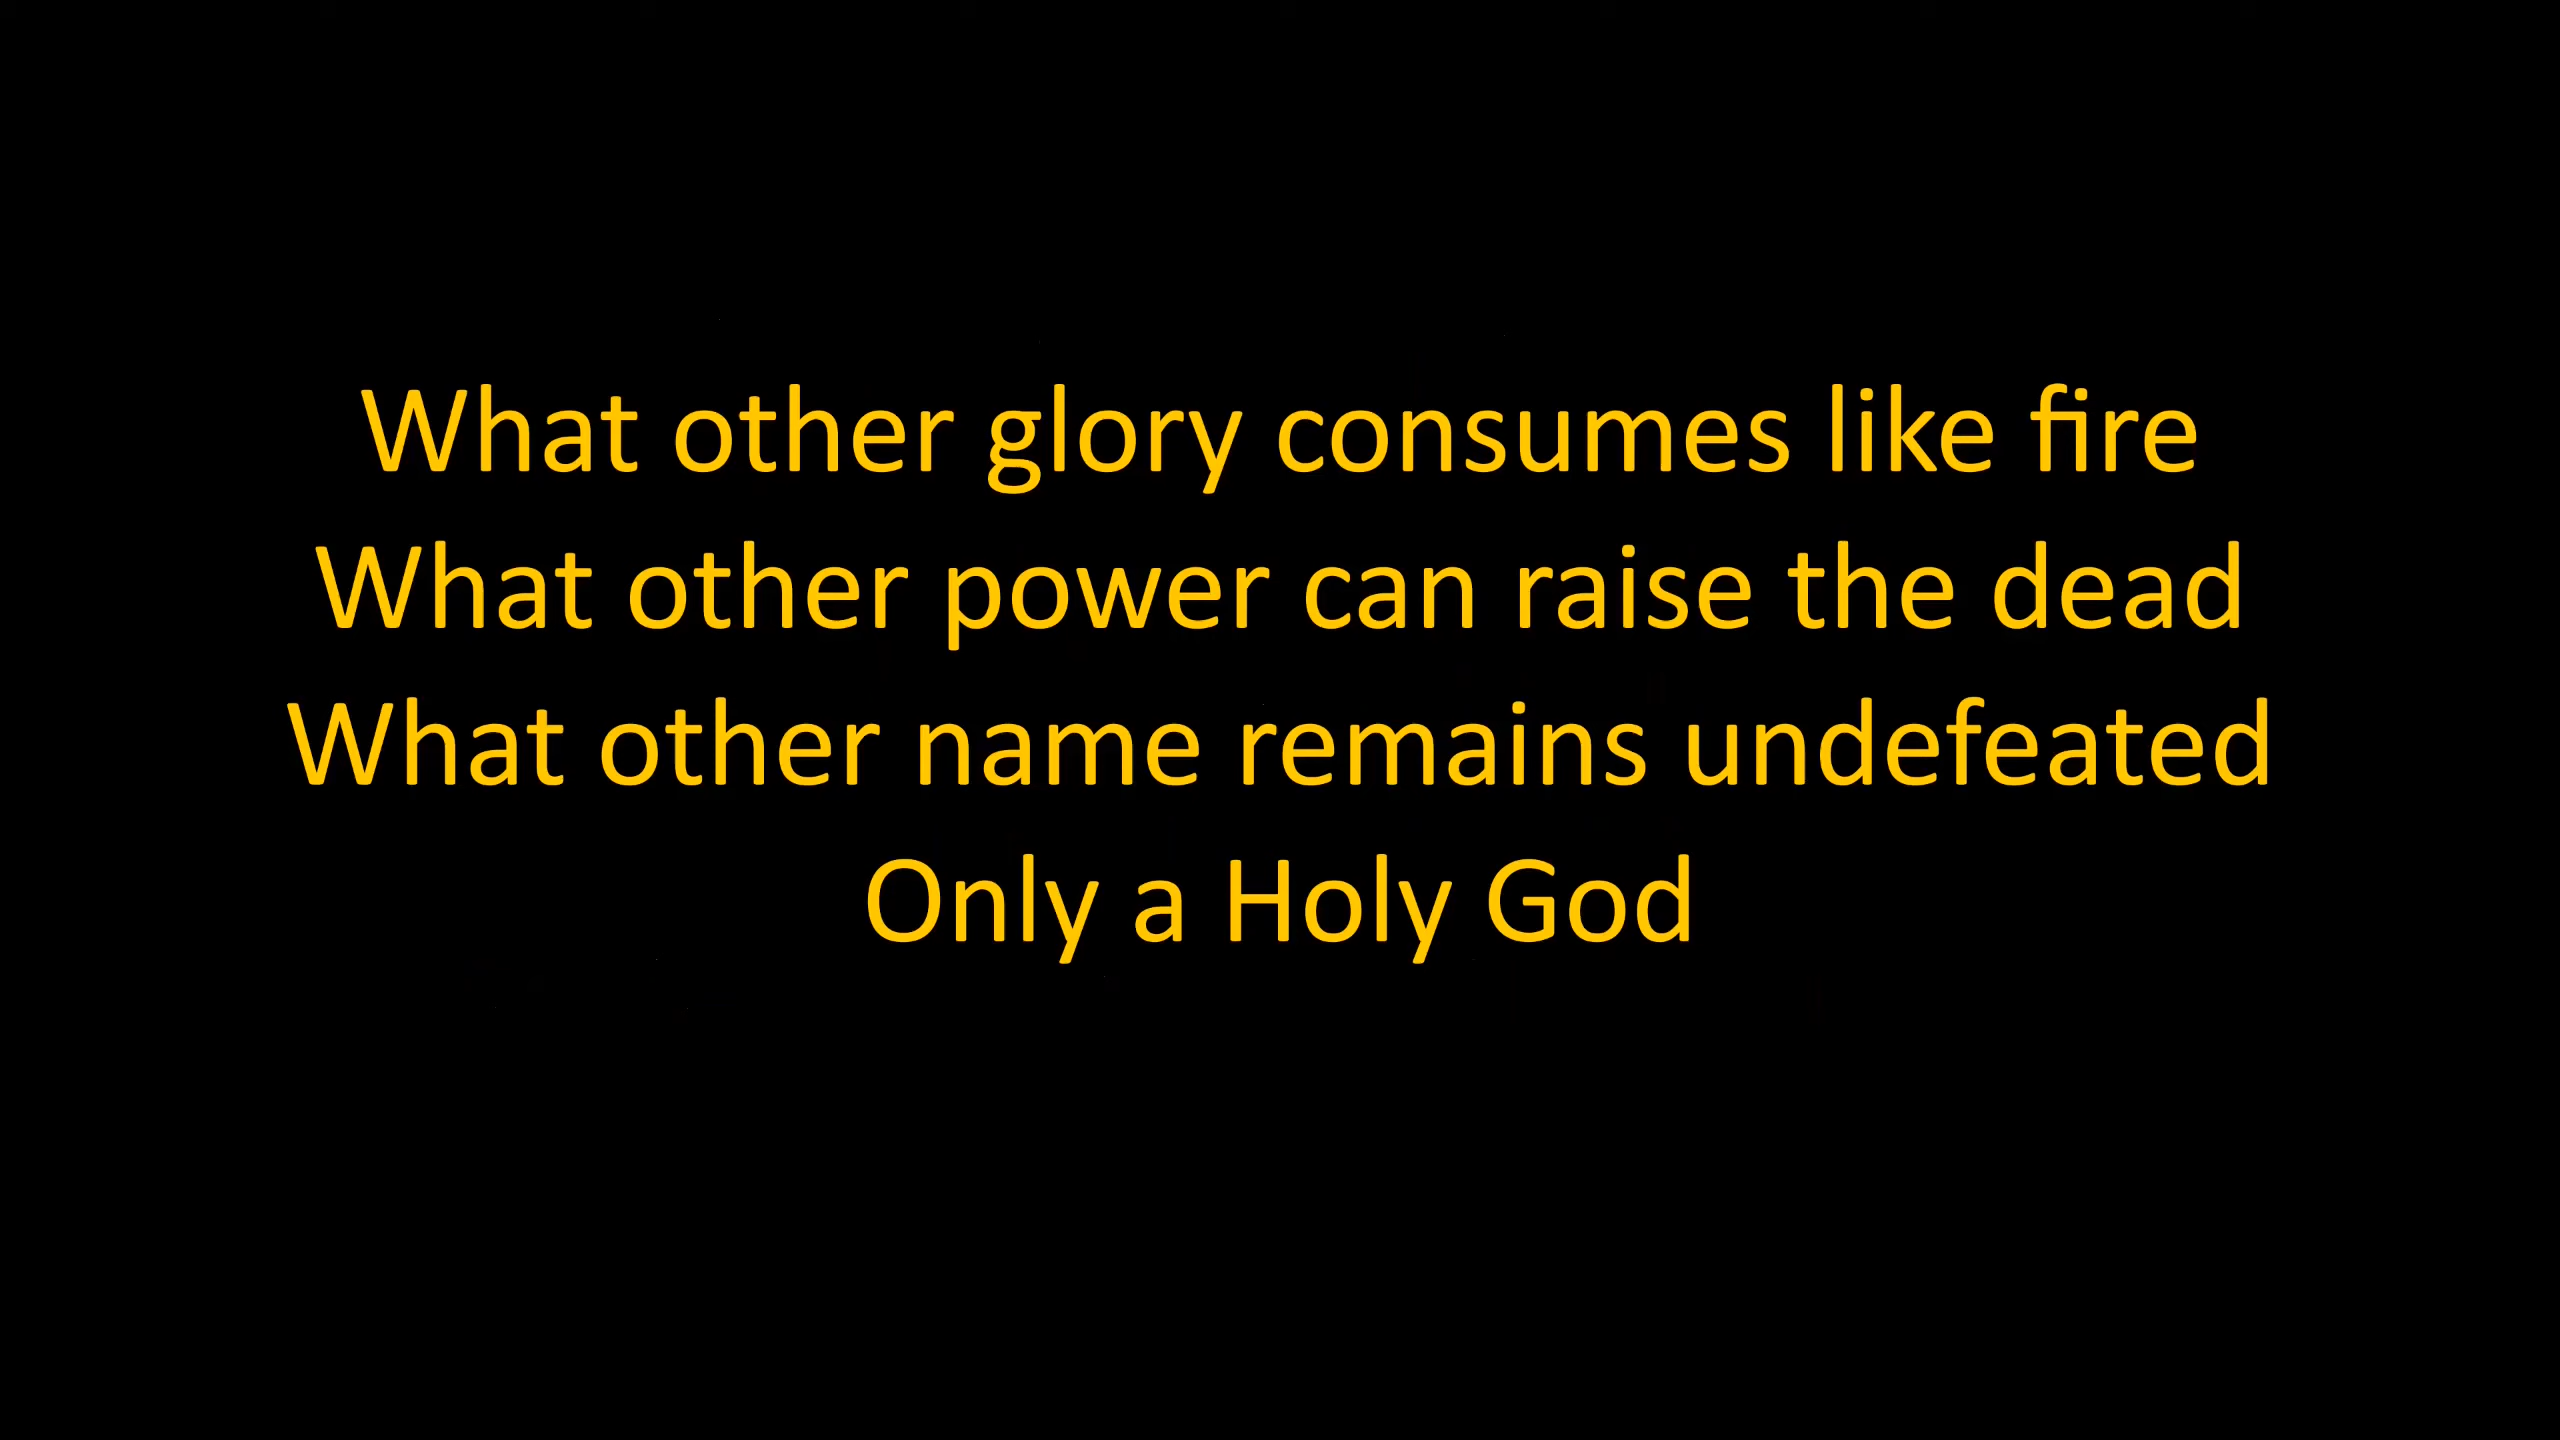 What other glory consumes like fire
What other power can raise the dead
What other name remains undefeated
Only a Holy God